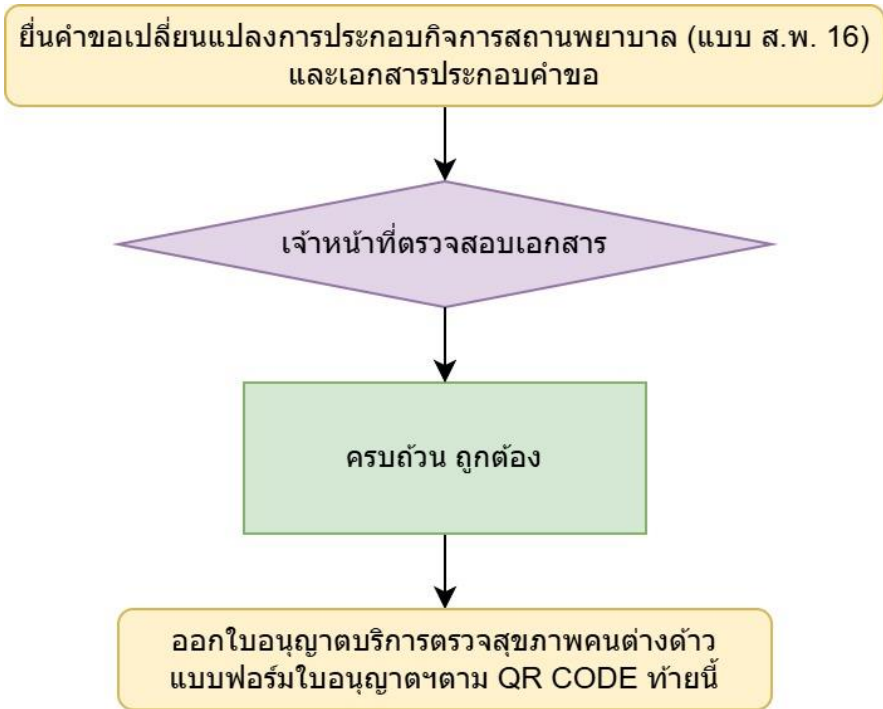 ยื่นคำขอเปลี่ยนแปลงการประกอบกิจการสถานพยาบาล (แบบ ส.พ. 16)
และเอกสารประกอบคำขอ
เจ้าหน้าที่ตรวจสอบเอกสาร
ครบถ้วน ถูกต้อง
ออกใบอนุญาตบริการตรวจสุขภาพคนต่างด้าว
แบบฟอร์มใบอนุญาตฯตาม QR CODE ท้ายนี้